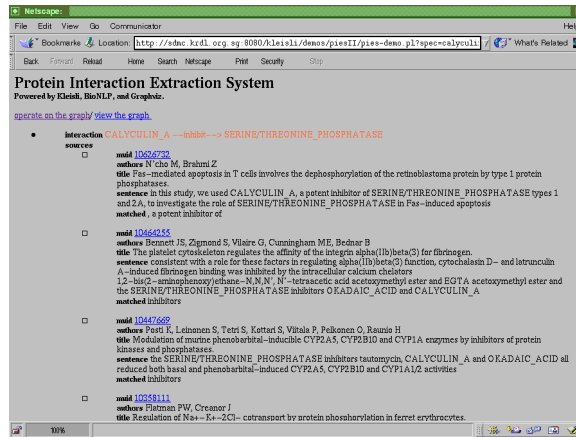 Netscape:
File Edit View Go Communicator Hel
Bookmarks Location: http://sdmc.krdl.org.sg:8080/kleisli/demos/piesII/pies-demo.pl?spec=calyculi What's Related
Back Forward Reload Home Search Netscape Print Security Stop
Protein Interaction Extraction System
Powered by Kleisli, BioNLP, and Graphviz.
operate on the graph/ view the graph
interaction CALYCULIN_A --inhibit--> SERINE/THREONINE_PHOSPHATASE
sources
muid 10626732
authors N'cho M, Brahmi Z
title Fas-mediated apoptosis in T cells involves the dephosphorylation of the retinoblastoma protein by type 1 protein
phosphatases.
sentence in this study, we used CALYCULIN_A, a potent inhibitor of SERINE/THREONINE_PHOSPHATASE types 1
and 2A, to investigate the role of SERINE/THREONINE_PHOSPHATASE in Fas-induced apoptosis
matched , a potent inhibitor of
muid 10464255
authors Bennett JS, Zigmond S, Vilaire G, Cunningham ME, Bednar B
title The platelet cytoskeleton regulates the affinity of the integrin alpha(IIb)beta(3) for fibrinogen.
sentence consistent with a role for these factors in regulating alpha(IIb)beta(3) function, cytochalasin D- and latrunculin
A-induced fibrinogen binding was inhibited by the intracellular calcium chelators
1,2-bis(2-aminophenoxy)ethane-N,N,N', N'-tetraacetic acid acetoxymethyl ester and EGTA acetoxymethyl ester and
the SERINE/THREONINE_PHOSPHATASE inhibitors OKADAIC_ACID and CALYCULIN_A
matched inhibitors
muid 10447669
authors Posti K, Leinonen S, Tetri S, Kottari S, Viitala P, Pelkonen O, Raunio H
title Modulation of murine phenobarbital-inducible CYP2A5, CYP2B10 and CYP1A enzymes by inhibitors of protein
kinases and phosphatases.
sentence the SERINE/THREONINE_PHOSPHATASE inhibitors tautomycin, CALYCULIN_A and OKADAIC_ACID all
reduced both basal and phenobarbital-induced CYP2A5, CYP2B10 and CYP1A1/2 activities
matched inhibitors
muid 10358111
authors Flatman PW, Creanor J
title Regulation of Na+-K+-2Cl- cotransport by protein phosphorylation in ferret erythrocytes.
100%